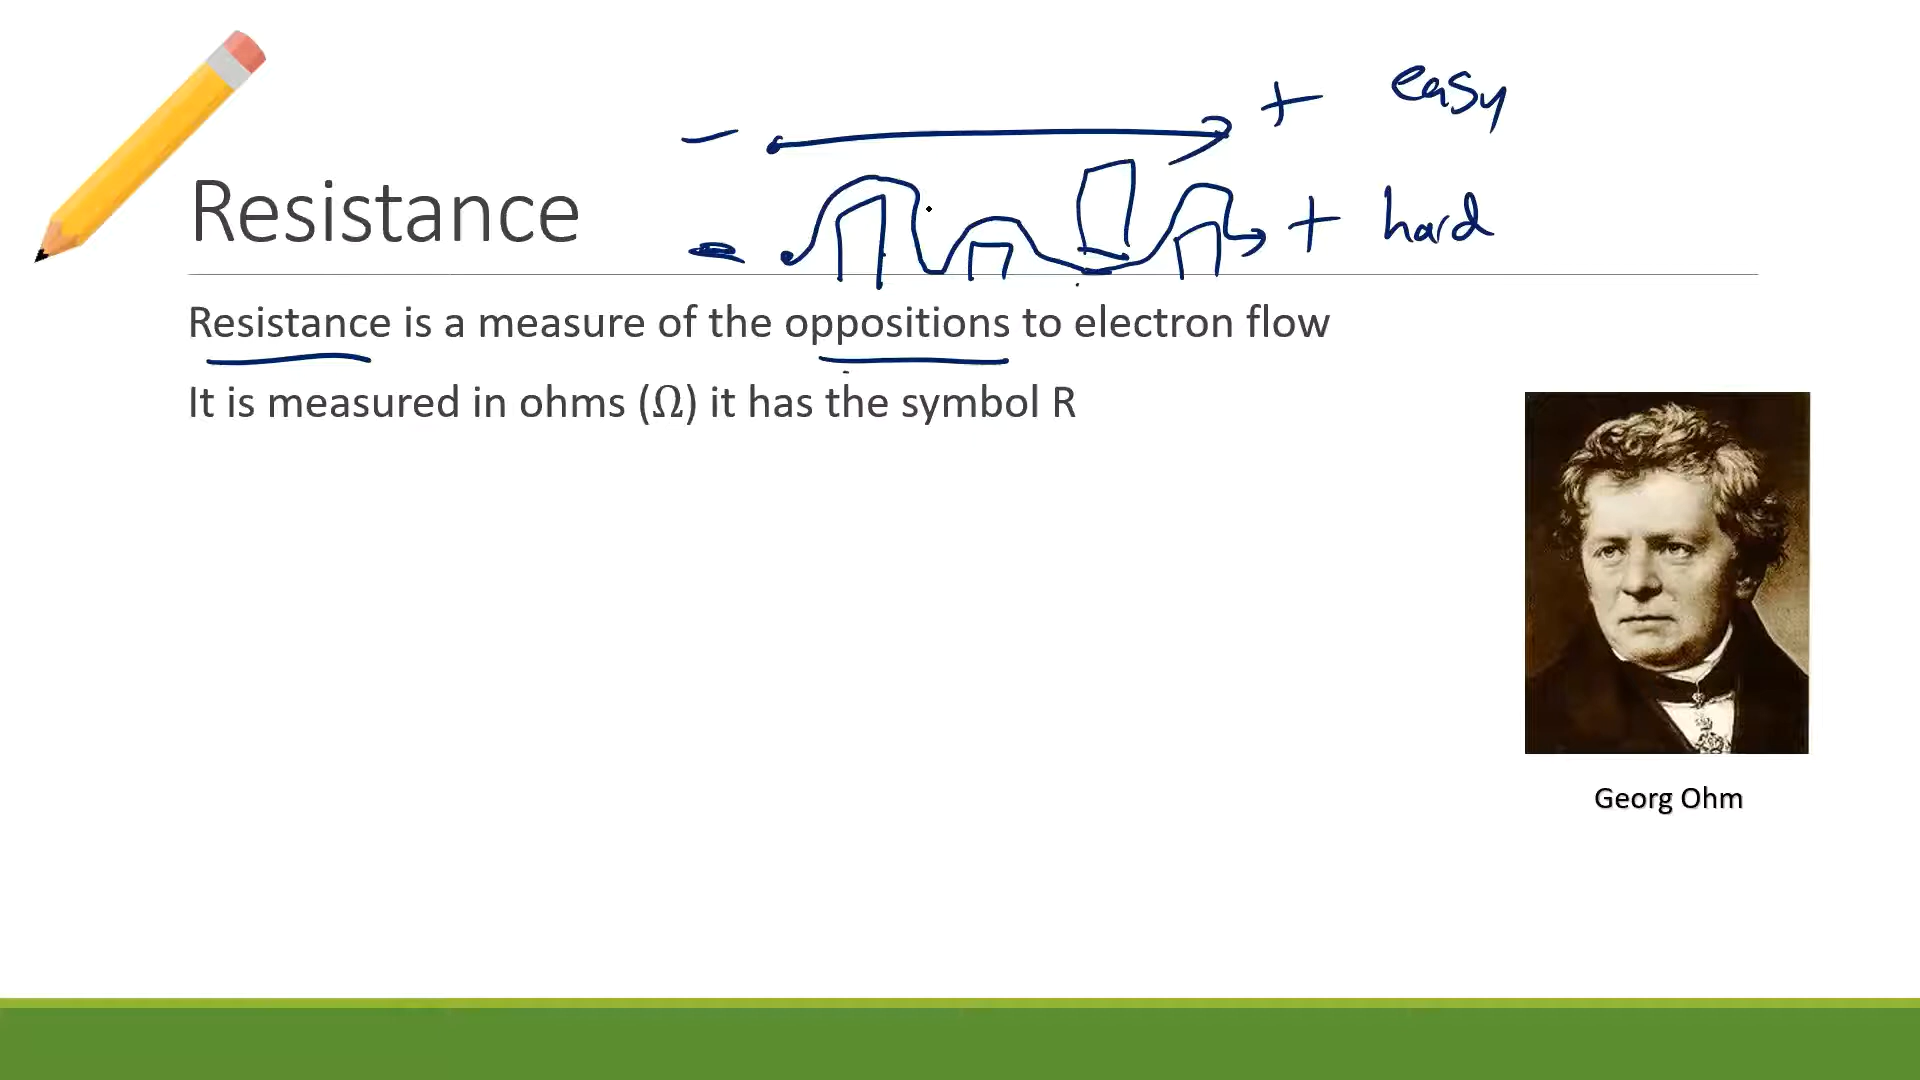 - + easy
Resistance
- + hard
Resistance is a measure of the oppositions to electron flow
It is measured in ohms (Ω) it has the symbol R
Georg Ohm